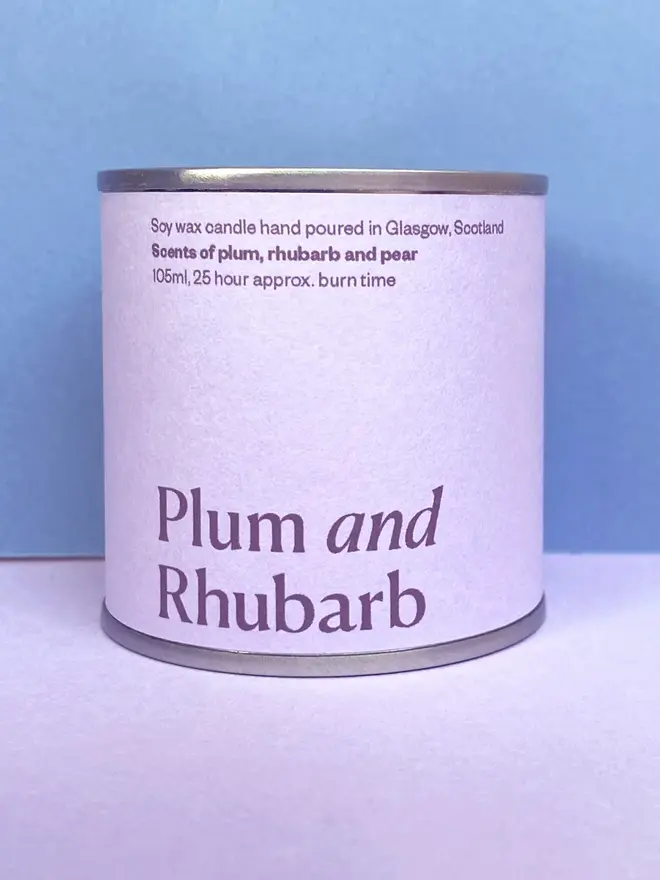 Soy wax candle hand poured in Glasgow, Scotland
Scents of plum, rhubarb and pear
105ml, 25 hour approx. burn time
Plum and
Rhubarb